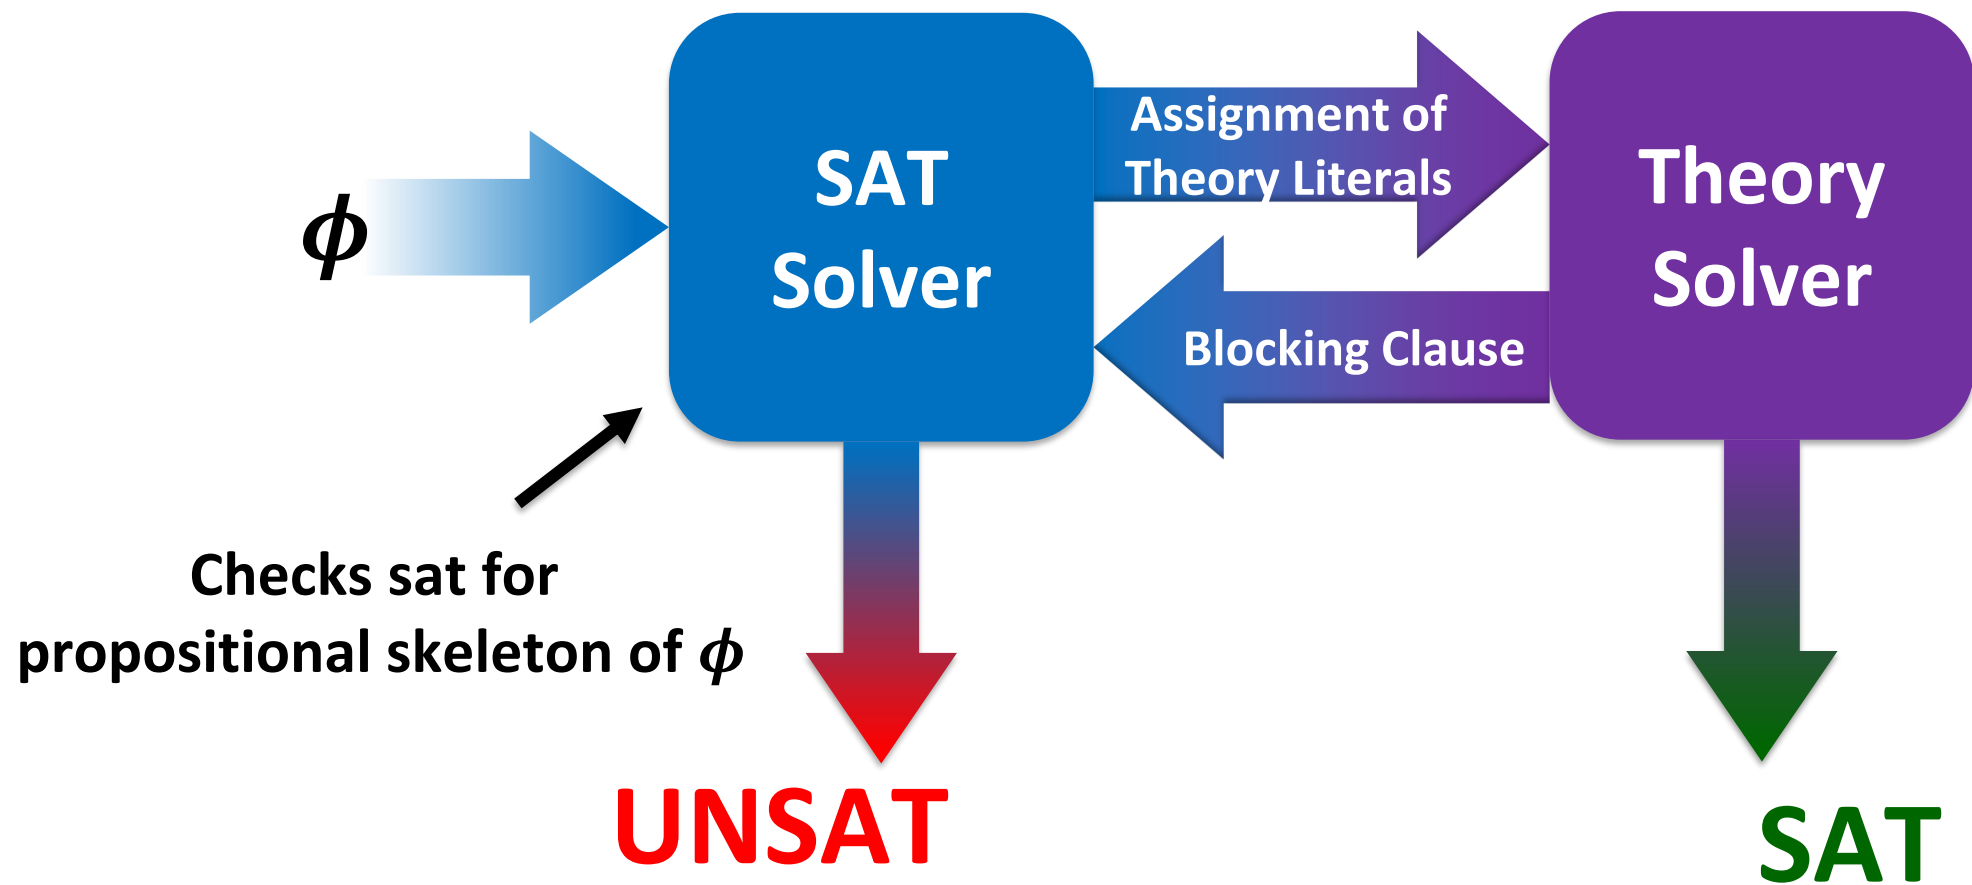 ϕ
SAT
Solver
Assignment of
Theory Literals
Blocking Clause
Theory
Solver
Checks sat for
propositional skeleton of ϕ
UNSAT
SAT